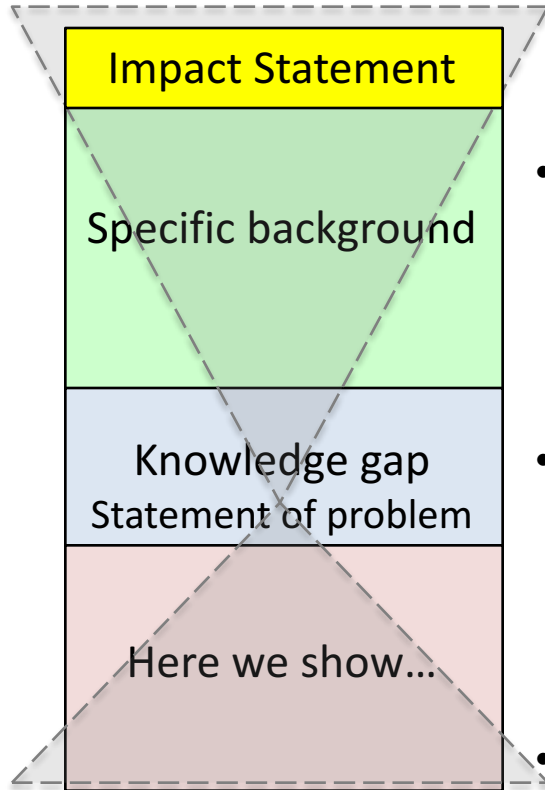 Impact Statement
•
Specific background
•
Knowledge gap
Statement of problem
Here we show...
•